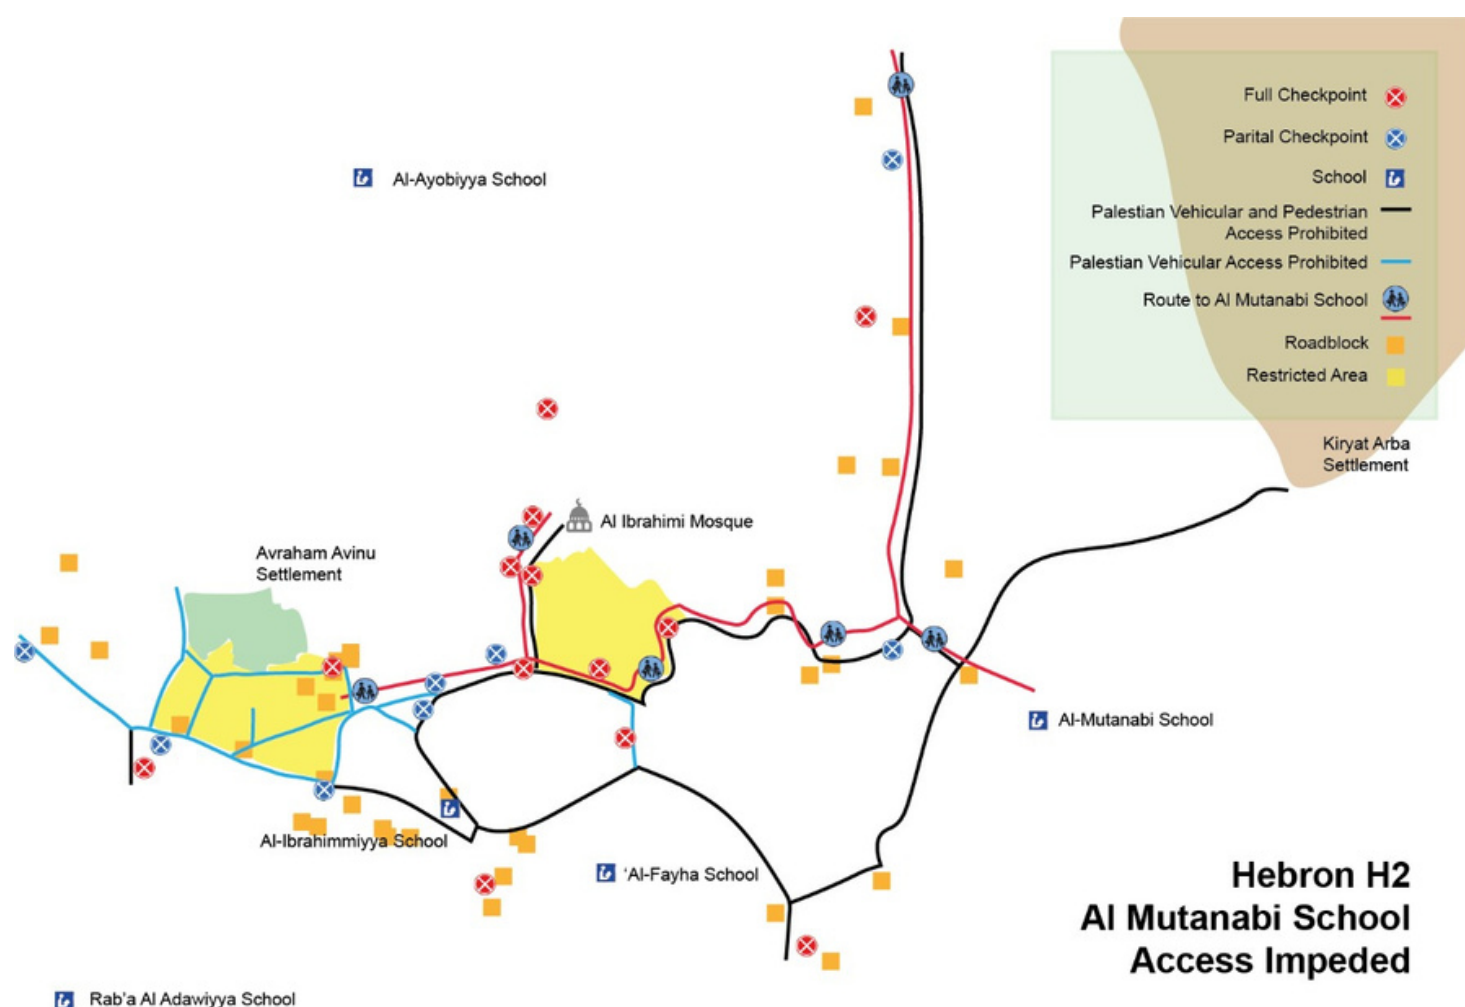 Full Checkpoint
Parital Checkpoint
School
Palestian Vehicular and Pedestrian
Access Prohibited
Palestian Vehicular Access Prohibited
Route to Al Mutanabi School
Roadblock
Restricted Area
Kiryat Arba
Settlement
Al-Ayobiyya School
Al Ibrahimi Mosque
Avraham Avinu
Settlement
Al-Mutanabi School
Al-Ibrahimmiyya School
‘Al-Fayha School
Hebron H2
Al Mutanabi School
Access Impeded
Rab’a Al Adawiyya School